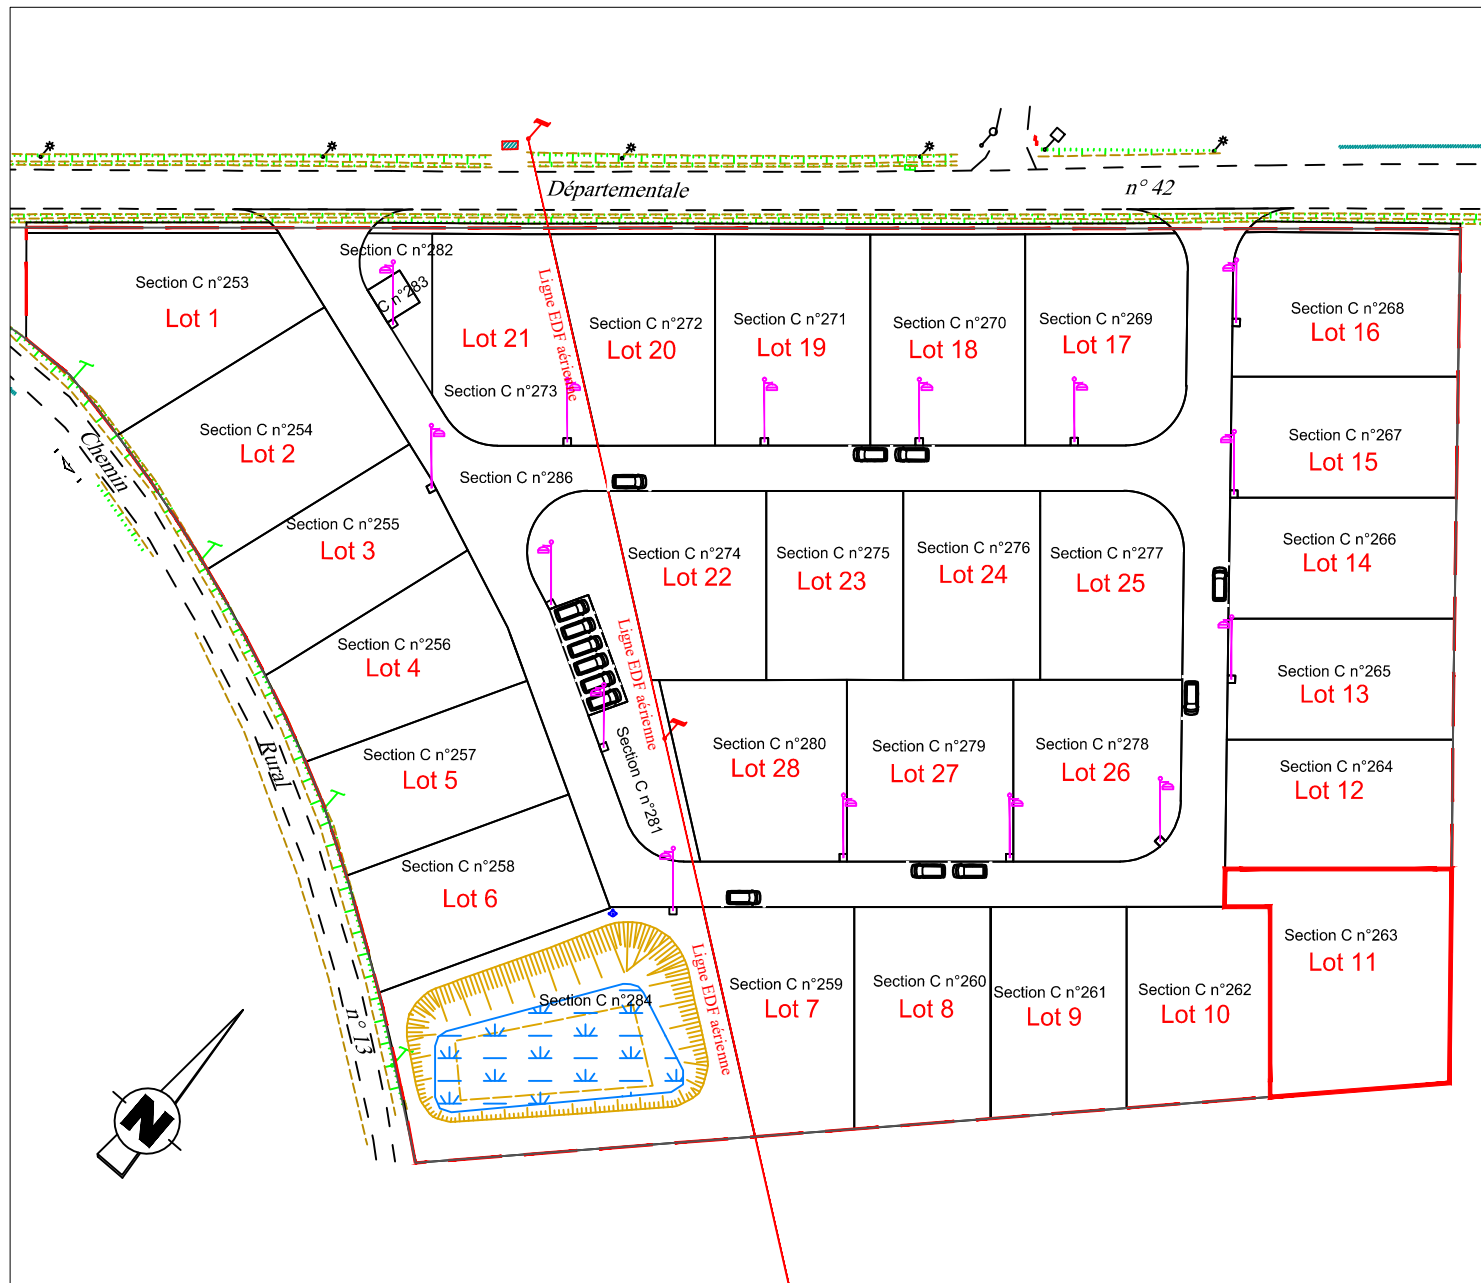 Départementale
n° 42
Section C n°282
C n°283
Section C n°253
Lot 1
Lot 21
Section C n°273
Ligne EDF aérienne
Section C n°272
Lot 20
Section C n°271
Lot 19
Section C n°270
Lot 18
Section C n°269
Lot 17
Section C n°268
Lot 16
Section C n°254
Lot 2
Chemin
Section C n°267
Lot 15
Section C n°286
Section C n°255
Lot 3
Section C n°274
Lot 22
Section C n°275
Lot 23
Section C n°276
Lot 24
Section C n°277
Lot 25
Section C n°266
Lot 14
Section C n°256
Lot 4
Ligne EDF aérienne
Section C n°265
Lot 13
Rural
Section C n°257
Lot 5
Section C n°281
Section C n°280
Lot 28
Section C n°279
Lot 27
Section C n°278
Lot 26
Section C n°264
Lot 12
Section C n°258
Lot 6
Section C n°263
Lot 11
n° 13
Section C n°284
Ligne EDF aérienne
Section C n°259
Lot 7
Section C n°260
Lot 8
Section C n°261
Lot 9
Section C n°262
Lot 10
N